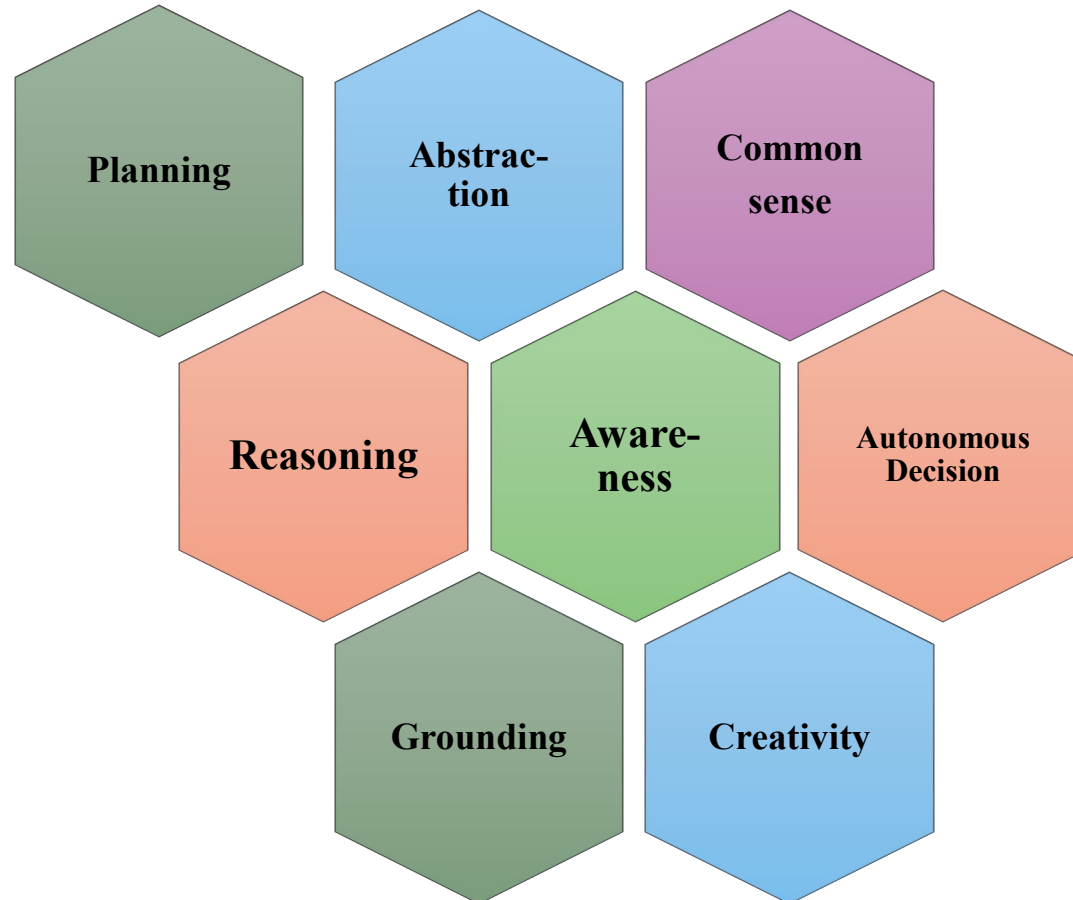 Planning
Abstrac-
tion
Common
sense
Reasoning
Aware-
ness
Autonomous
Decision
Grounding
Creativity